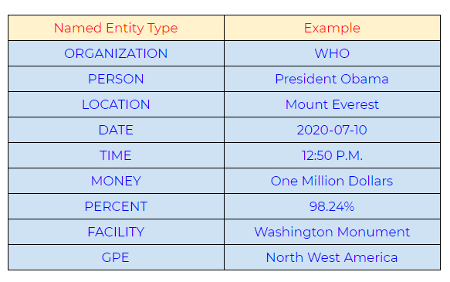 Named Entity Type Example
ORGANIZATION WHO
PERSON President Obama
LOCATION Mount Everest
DATE 2020-07-10
TIME 12:50 P.M.
MONEY One Million Dollars
PERCENT 98.24%
FACILITY Washington Monument
GPE North West America